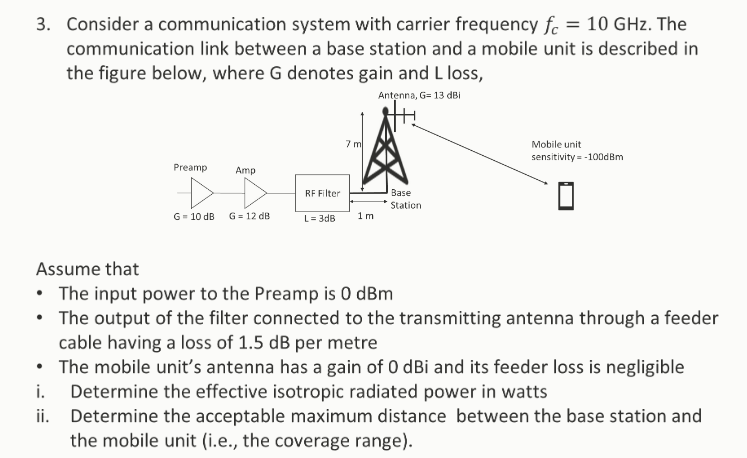 3. Consider a communication system with carrier frequency f_c = 10 GHz. The
communication link between a base station and a mobile unit is described in
the figure below, where G denotes gain and L loss,
Antenna, G= 13 dBi
7 m
Mobile unit
sensitivity = -100dBm
Preamp
Amp
RF Filter
Base
Station
G = 10 dB
G = 12 dB
L = 3dB
1 m
Assume that
• The input power to the Preamp is 0 dBm
• The output of the filter connected to the transmitting antenna through a feeder
cable having a loss of 1.5 dB per metre
• The mobile unit's antenna has a gain of 0 dBi and its feeder loss is negligible
i. Determine the effective isotropic radiated power in watts
ii. Determine the acceptable maximum distance between the base station and
the mobile unit (i.e., the coverage range).